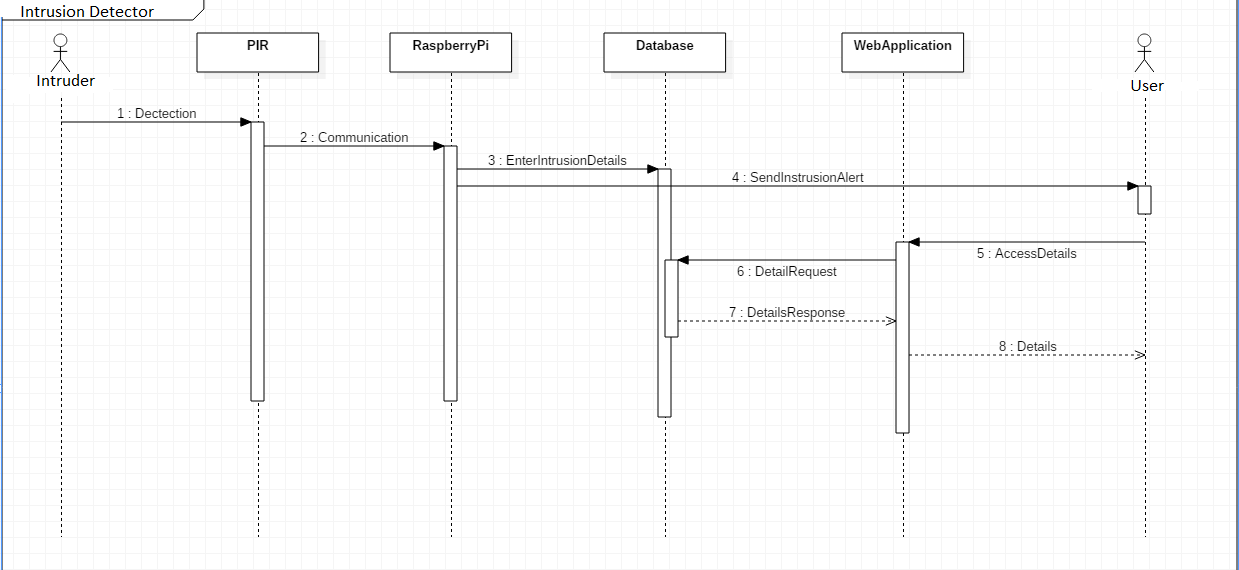 Intrusion Detector
Intruder
PIR
RaspberryPi
Database
WebApplication
User
1 : Dectection
2 : Communication
3 : EnterIntrusionDetails
4 : SendInstrusionAlert
5 : AccessDetails
6 : DetailRequest
7 : DetailsResponse
8 : Details